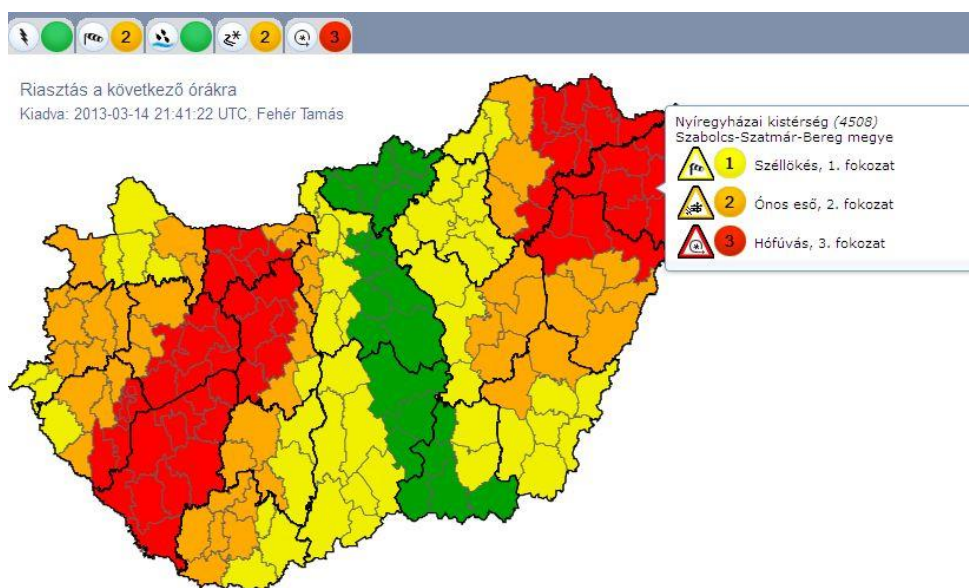 2 2 3
Riasztás a következő órákra
Kiadva: 2013-03-14 21:41:22 UTC, Fehér Tamás
Nyíregyházai kistérség (4508)
Szabolcs-Szatmár-Bereg megye
1 Széllökés, 1. fokozat
2 Ónos eső, 2. fokozat
3 Hófúvás, 3. fokozat